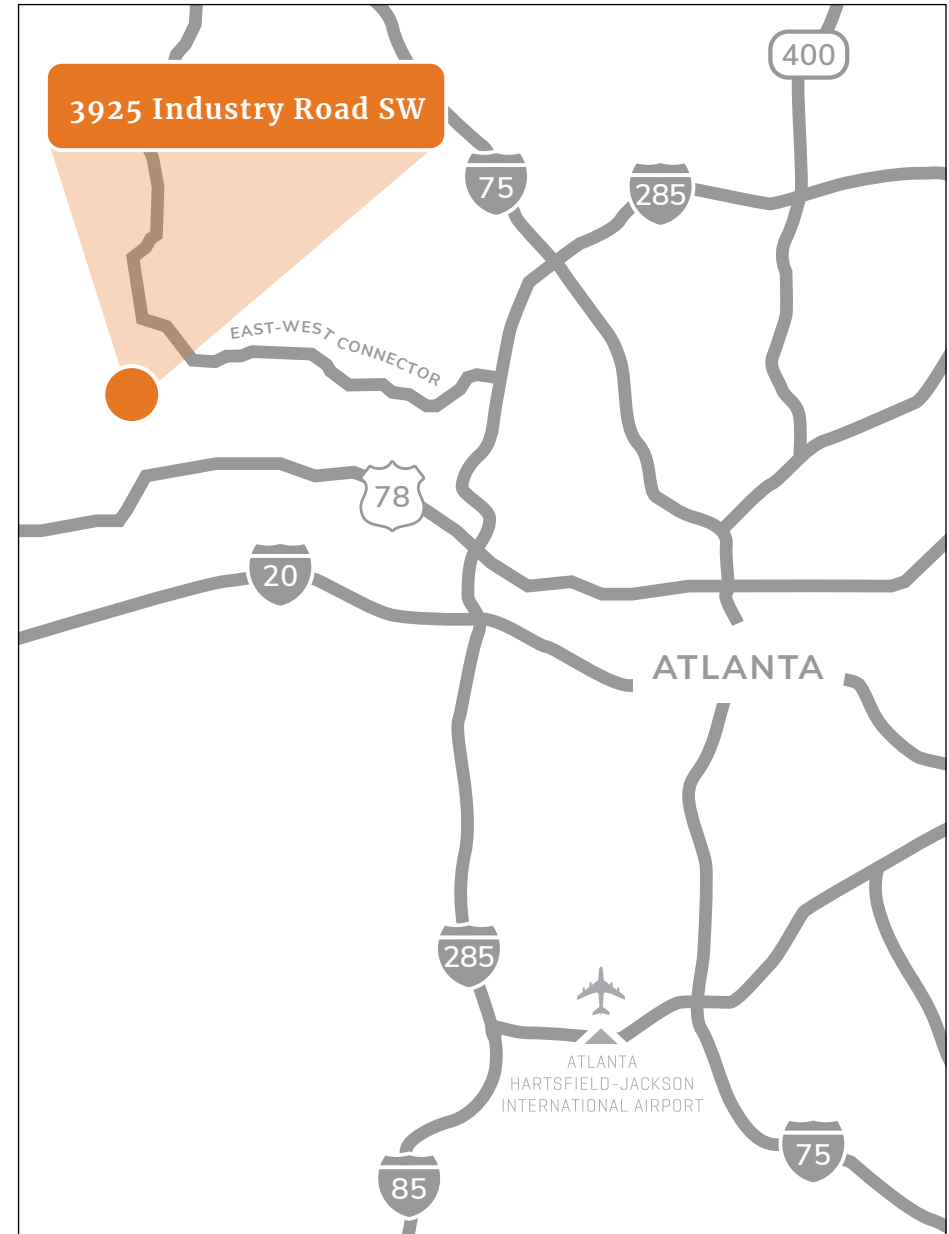 400
3925 Industry Road SW
75
285
EAST-WEST CONNECTOR
78
20
ATLANTA
285
ATLANTA
HARTSFIELD-JACKSON
INTERNATIONAL AIRPORT
75
85